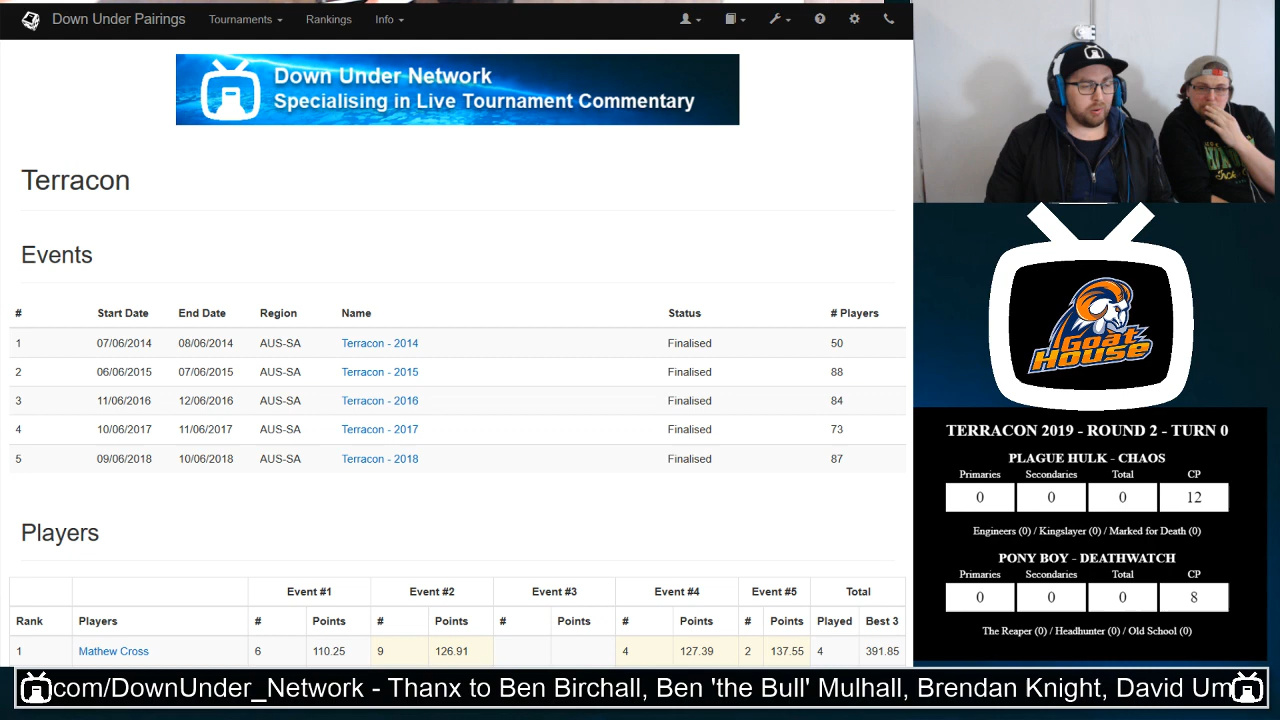 Down Under Pairings Tournaments Rankings Info
Down Under Network
Specialising in Live Tournament Commentary
Terracon
Events
# Start Date End Date Region Name Status # Players
1 07/06/2014 08/06/2014 AUS-SA Terracon - 2014 Finalised 50
2 06/06/2015 07/06/2015 AUS-SA Terracon - 2015 Finalised 88
3 11/06/2016 12/06/2016 AUS-SA Terracon - 2016 Finalised 84
4 10/06/2017 11/06/2017 AUS-SA Terracon - 2017 Finalised 73
5 09/06/2018 10/06/2018 AUS-SA Terracon - 2018 Finalised 87
Players
Event #1 Event #2 Event #3 Event #4 Event #5 Total
Rank Players # Points # Points # Points # Points # Points Played Best 3
1 Mathew Cross 6 110.25 9 126.91 4 127.39 2 137.55 4 391.85
Goat
House
TERRACON 2019 - ROUND 2 - TURN 0
PLAGUE HULK - CHAOS
Primaries Secondaries Total CP
0 0 0 12
Engineers (0) / Kingslayer (0) / Marked for Death (0)
PONY BOY - DEATHWATCH
Primaries Secondaries Total CP
0 0 0 8
The Reaper (0) / Headhunter (0) / Old School (0)
com/DownUnder_Network - Thanx to Ben Birchall, Ben 'the Bull' Mulhall, Brendan Knight, David Um